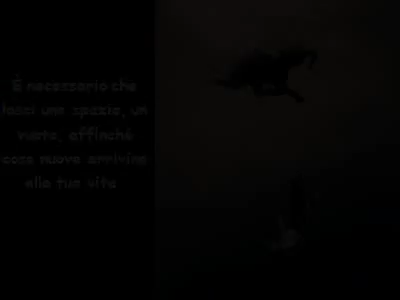 È necessario che
lasci uno spazio, un
vuoto, affinché
cose nuove arrivino
alla tua vita